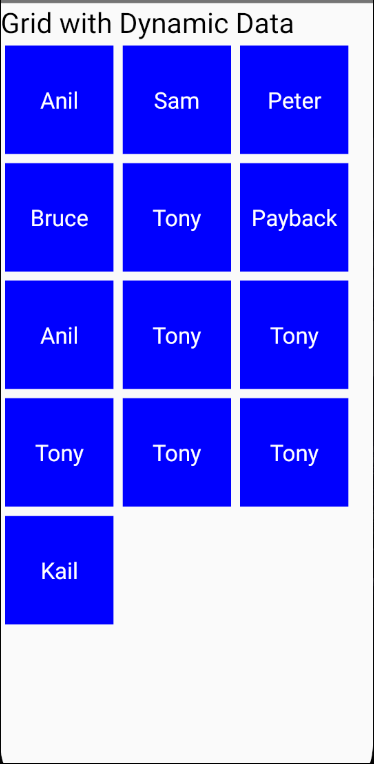 Grid with Dynamic Data
Anil Sam Peter
Bruce Tony Payback
Anil Tony Tony
Tony Tony Tony
Kail